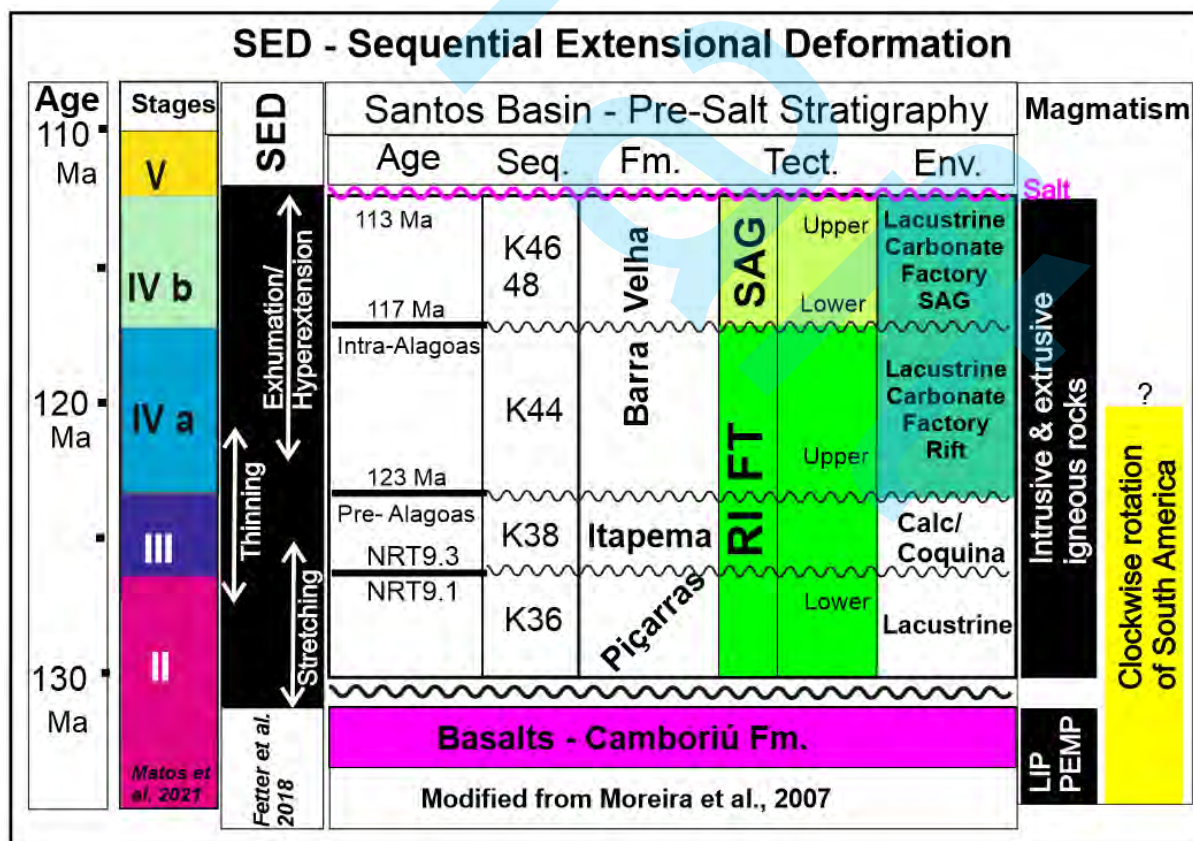 SED - Sequential Extensional Deformation
Age
110
Ma
120
Ma
130
Ma
Stages
V
IV b
IV a
III
II
Matos et
al. 2021
SED
Exhumation/
Hyperextension
Thinning
Stretching
Fetter et al.
2018
Santos Basin - Pre-Salt Stratigraphy
Age
Seq.
Fm.
Tect.
Env.
113 Ma
117 Ma
Intra-Alagoas
123 Ma
Pre- Alagoas
NRT9.3
NRT9.1
K46
48
K44
K38
K36
Barra Velha
Itapema
Piçarras
SAG
RIFT
Upper
Lower
Upper
Lower
Lacustrine
Carbonate
Factory
SAG
Lacustrine
Carbonate
Factory
Rift
Calc/
Coquina
Lacustrine
Basalts - Camboriú Fm.
Modified from Moreira et al., 2007
Magmatism
Salt
Intrusive & extrusive
igneous rocks
LIP
PEMP
?
Clockwise rotation
of South America